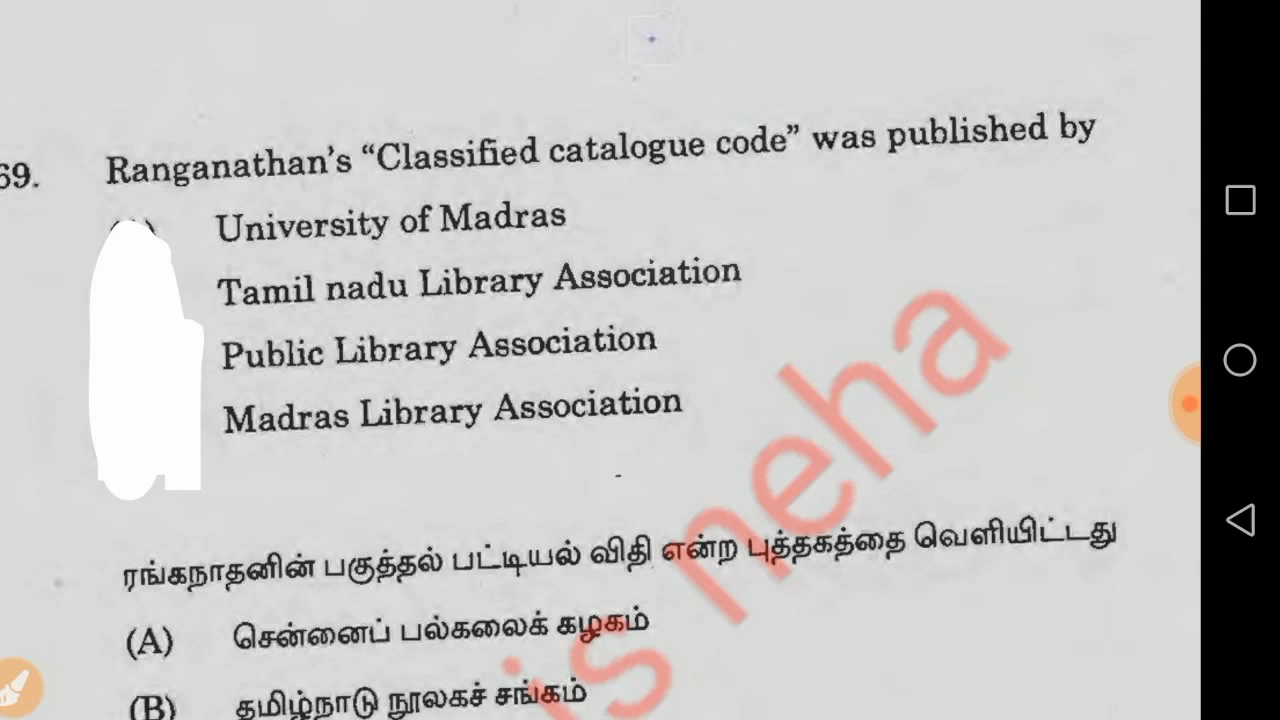 69.
Ranganathan's “Classified catalogue code” was published by
University of Madras
Tamil nadu Library Association
Public Library Association
Madras Library Association
ரங்கநாதனின் பகுத்தல் பட்டியல் விதி என்ற புத்தகத்தை வெளியிட்டது
(A) சென்னைப் பல்கலைக் கழகம்
(B) தமிழ்நாடு நூலகச் சங்கம்
is neha